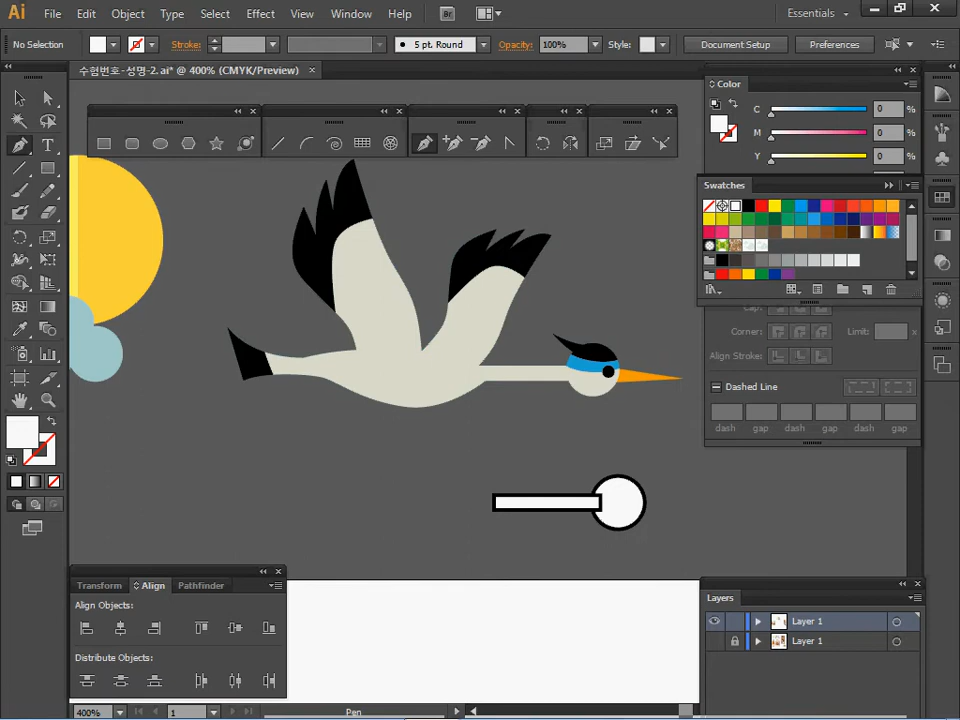 Ai File Edit Object Type Select Effect View Window Help Br Essentials
No Selection Stroke: 5 pt. Round Opacity: 100% Style: Document Setup Preferences
수험번호-성명-2.ai* @ 400% (CMYK/Preview)
Color
C 0 %
M 0 %
Y 0 %
Swatches
Corner: Limit: x
Align Stroke:
Dashed Line
dash gap dash gap dash gap
Transform Align Pathfinder
Align Objects:
Distribute Objects:
Layers
Layer 1
Layer 1
400% 1 Pen